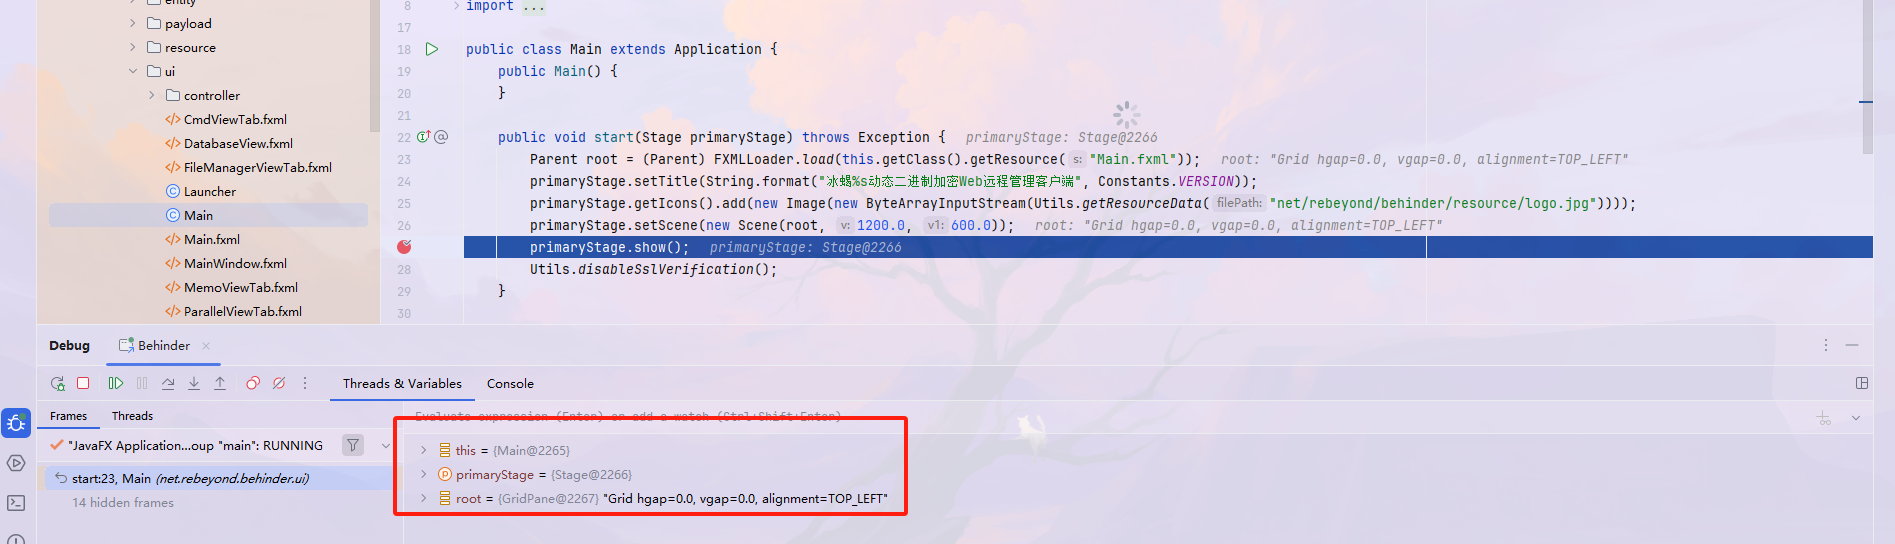 entity
payload
resource
ui
controller
CmdViewTab.fxml
DatabaseView.fxml
FileManagerViewTab.fxml
Launcher
Main
Main.fxml
MainWindow.fxml
MemoViewTab.fxml
ParallelViewTab.fxml
8 import ...
17
18 public class Main extends Application {
19 public Main() {
20 }
21
22 public void start(Stage primaryStage) throws Exception { primaryStage: Stage@2266
23 Parent root = (Parent) FXMLLoader.load(this.getClass().getResource( s: "Main.fxml")); root: "Grid hgap=0.0, vgap=0.0, alignment=TOP_LEFT"
24 primaryStage.setTitle(String.format("冰蝎%s动态二进制加密Web远程管理客户端", Constants.VERSION));
25 primaryStage.getIcons().add(new Image(new ByteArrayInputStream(Utils.getResourceData( filePath: "net/rebeyond/behinder/resource/logo.jpg"))));
26 primaryStage.setScene(new Scene(root, v: 1200.0, v1: 600.0)); root: "Grid hgap=0.0, vgap=0.0, alignment=TOP_LEFT"
primaryStage.show(); primaryStage: Stage@2266
28 Utils.disableSslVerification();
29 }
30
Debug Behinder
Threads & Variables Console
Frames Threads
Evaluate expression (Enter) or add a watch (Ctrl+Shift+Enter)
"JavaFX Application...oup "main": RUNNING
start:23, Main (net.rebeyond.behinder.ui)
14 hidden frames
this = {Main@2265}
primaryStage = {Stage@2266}
root = {GridPane@2267} "Grid hgap=0.0, vgap=0.0, alignment=TOP_LEFT"